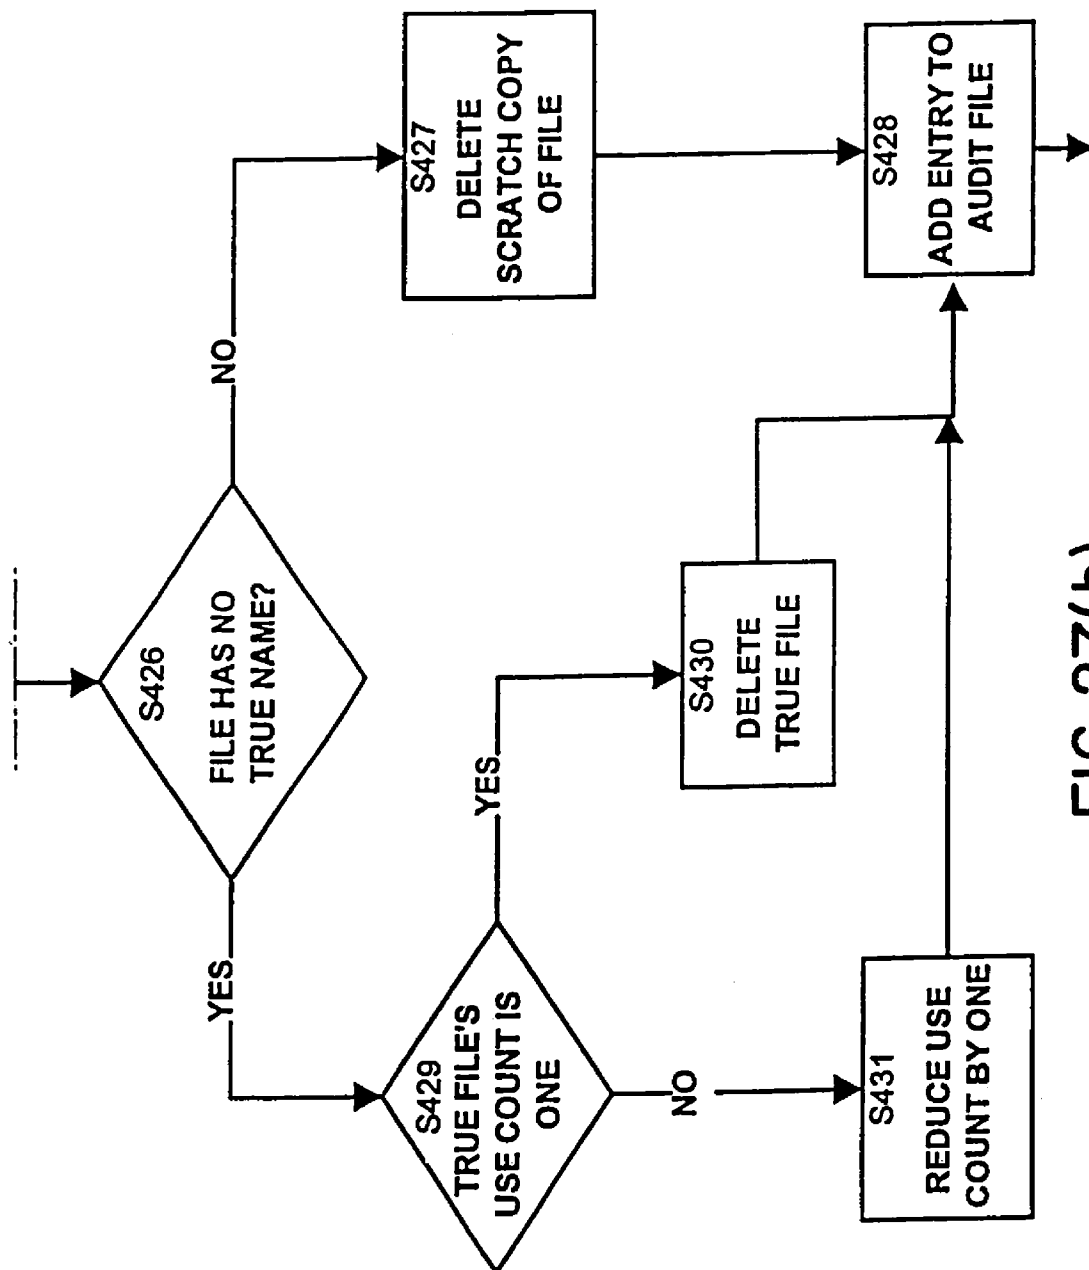 S426
FILE HAS NO
TRUE NAME?
NO
YES
S427
DELETE
SCRATCH COPY
OF FILE
S429
TRUE FILE'S
USE COUNT IS
ONE
YES
NO
S430
DELETE
TRUE FILE
S431
REDUCE USE
COUNT BY ONE
S428
ADD ENTRY TO
AUDIT FILE
FIG